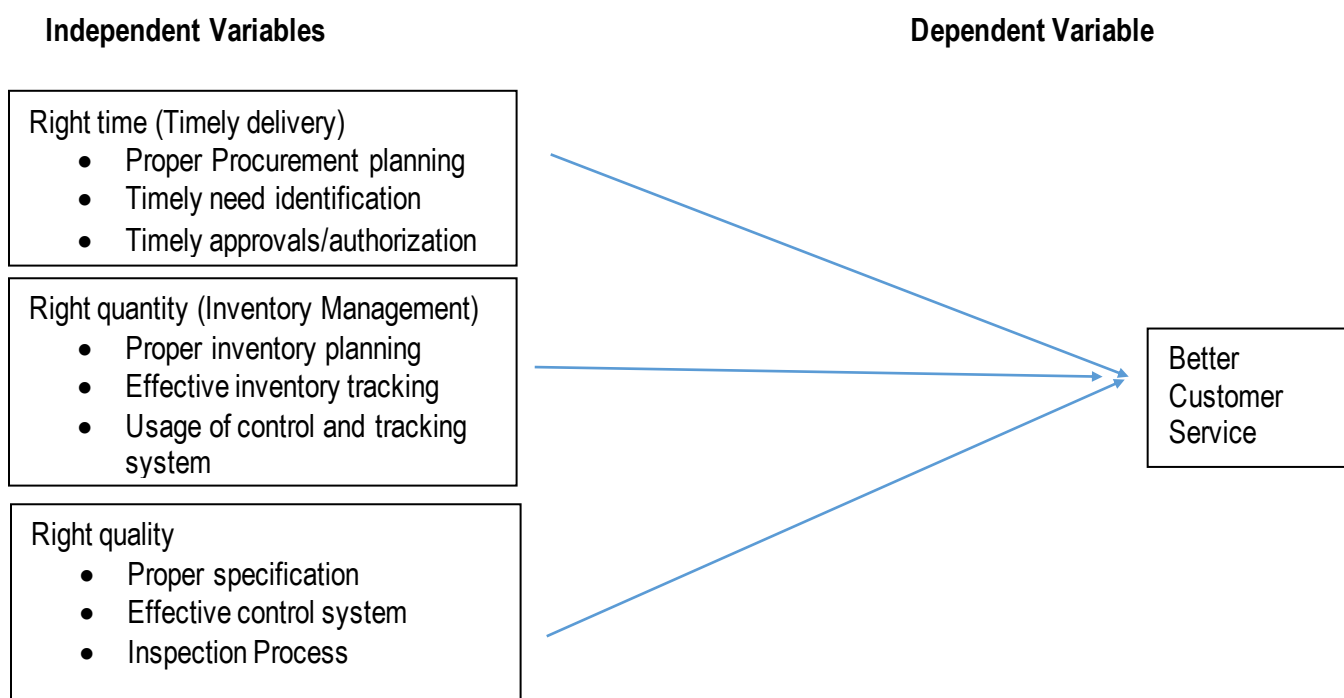 Independent Variables
Dependent Variable
Right time (Timely delivery)
• Proper Procurement planning
• Timely need identification
• Timely approvals/authorization
Right quantity (Inventory Management)
• Proper inventory planning
• Effective inventory tracking
• Usage of control and tracking
system
Right quality
• Proper specification
• Effective control system
• Inspection Process
Better
Customer
Service